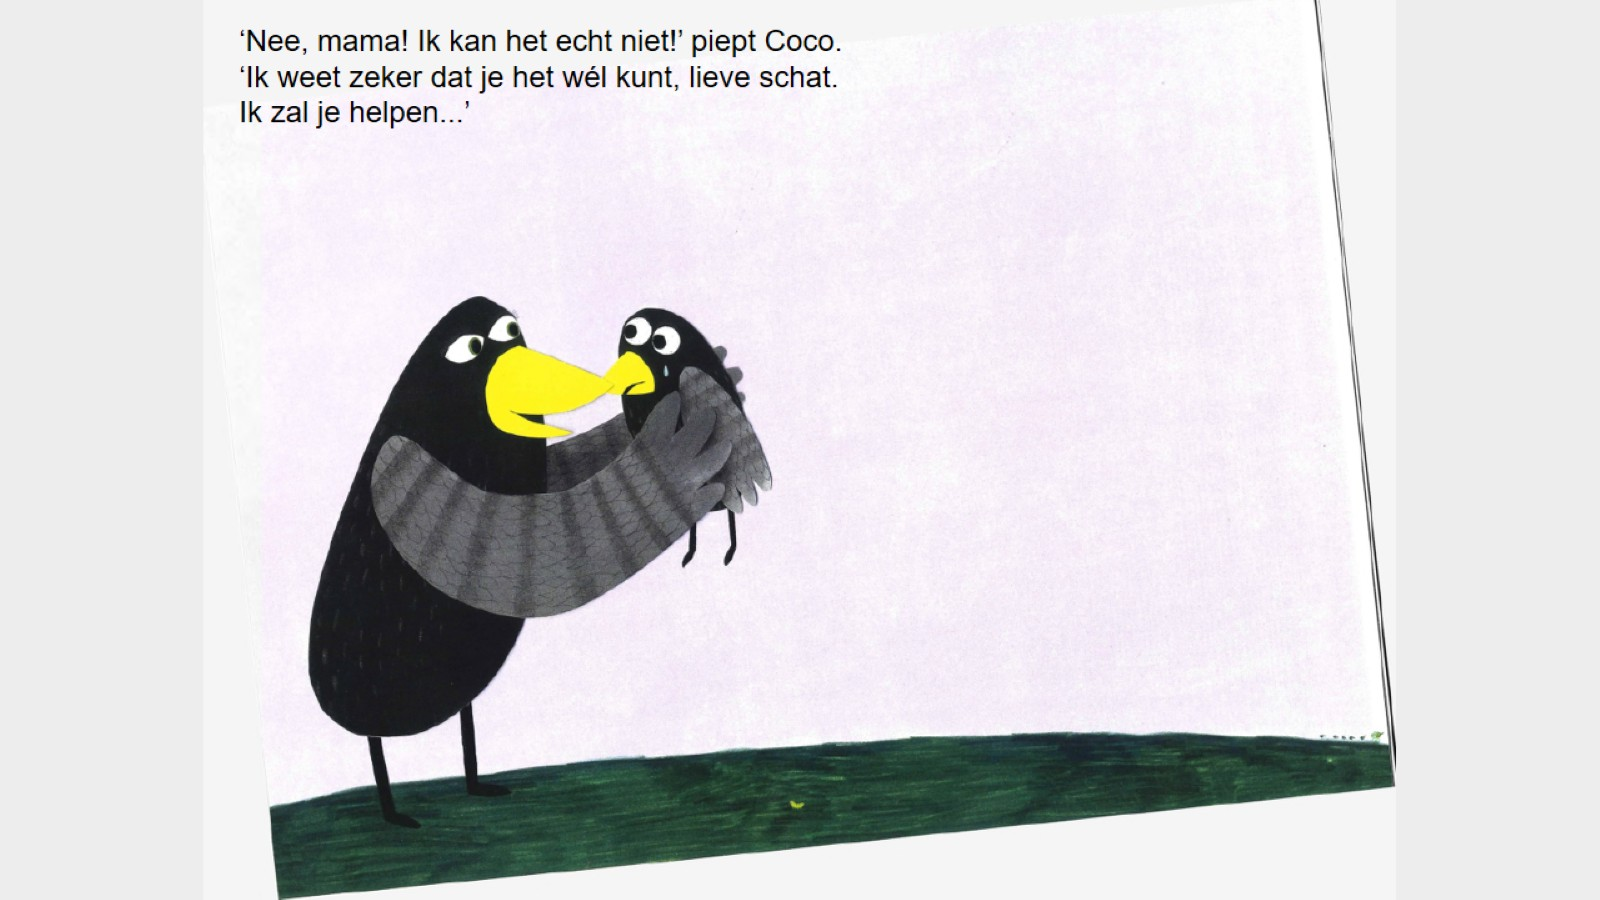 ‘Nee, mama! Ik kan het echt niet!’ piept Coco.
‘Ik weet zeker dat je het wél kunt, lieve schat.
Ik zal je helpen...’